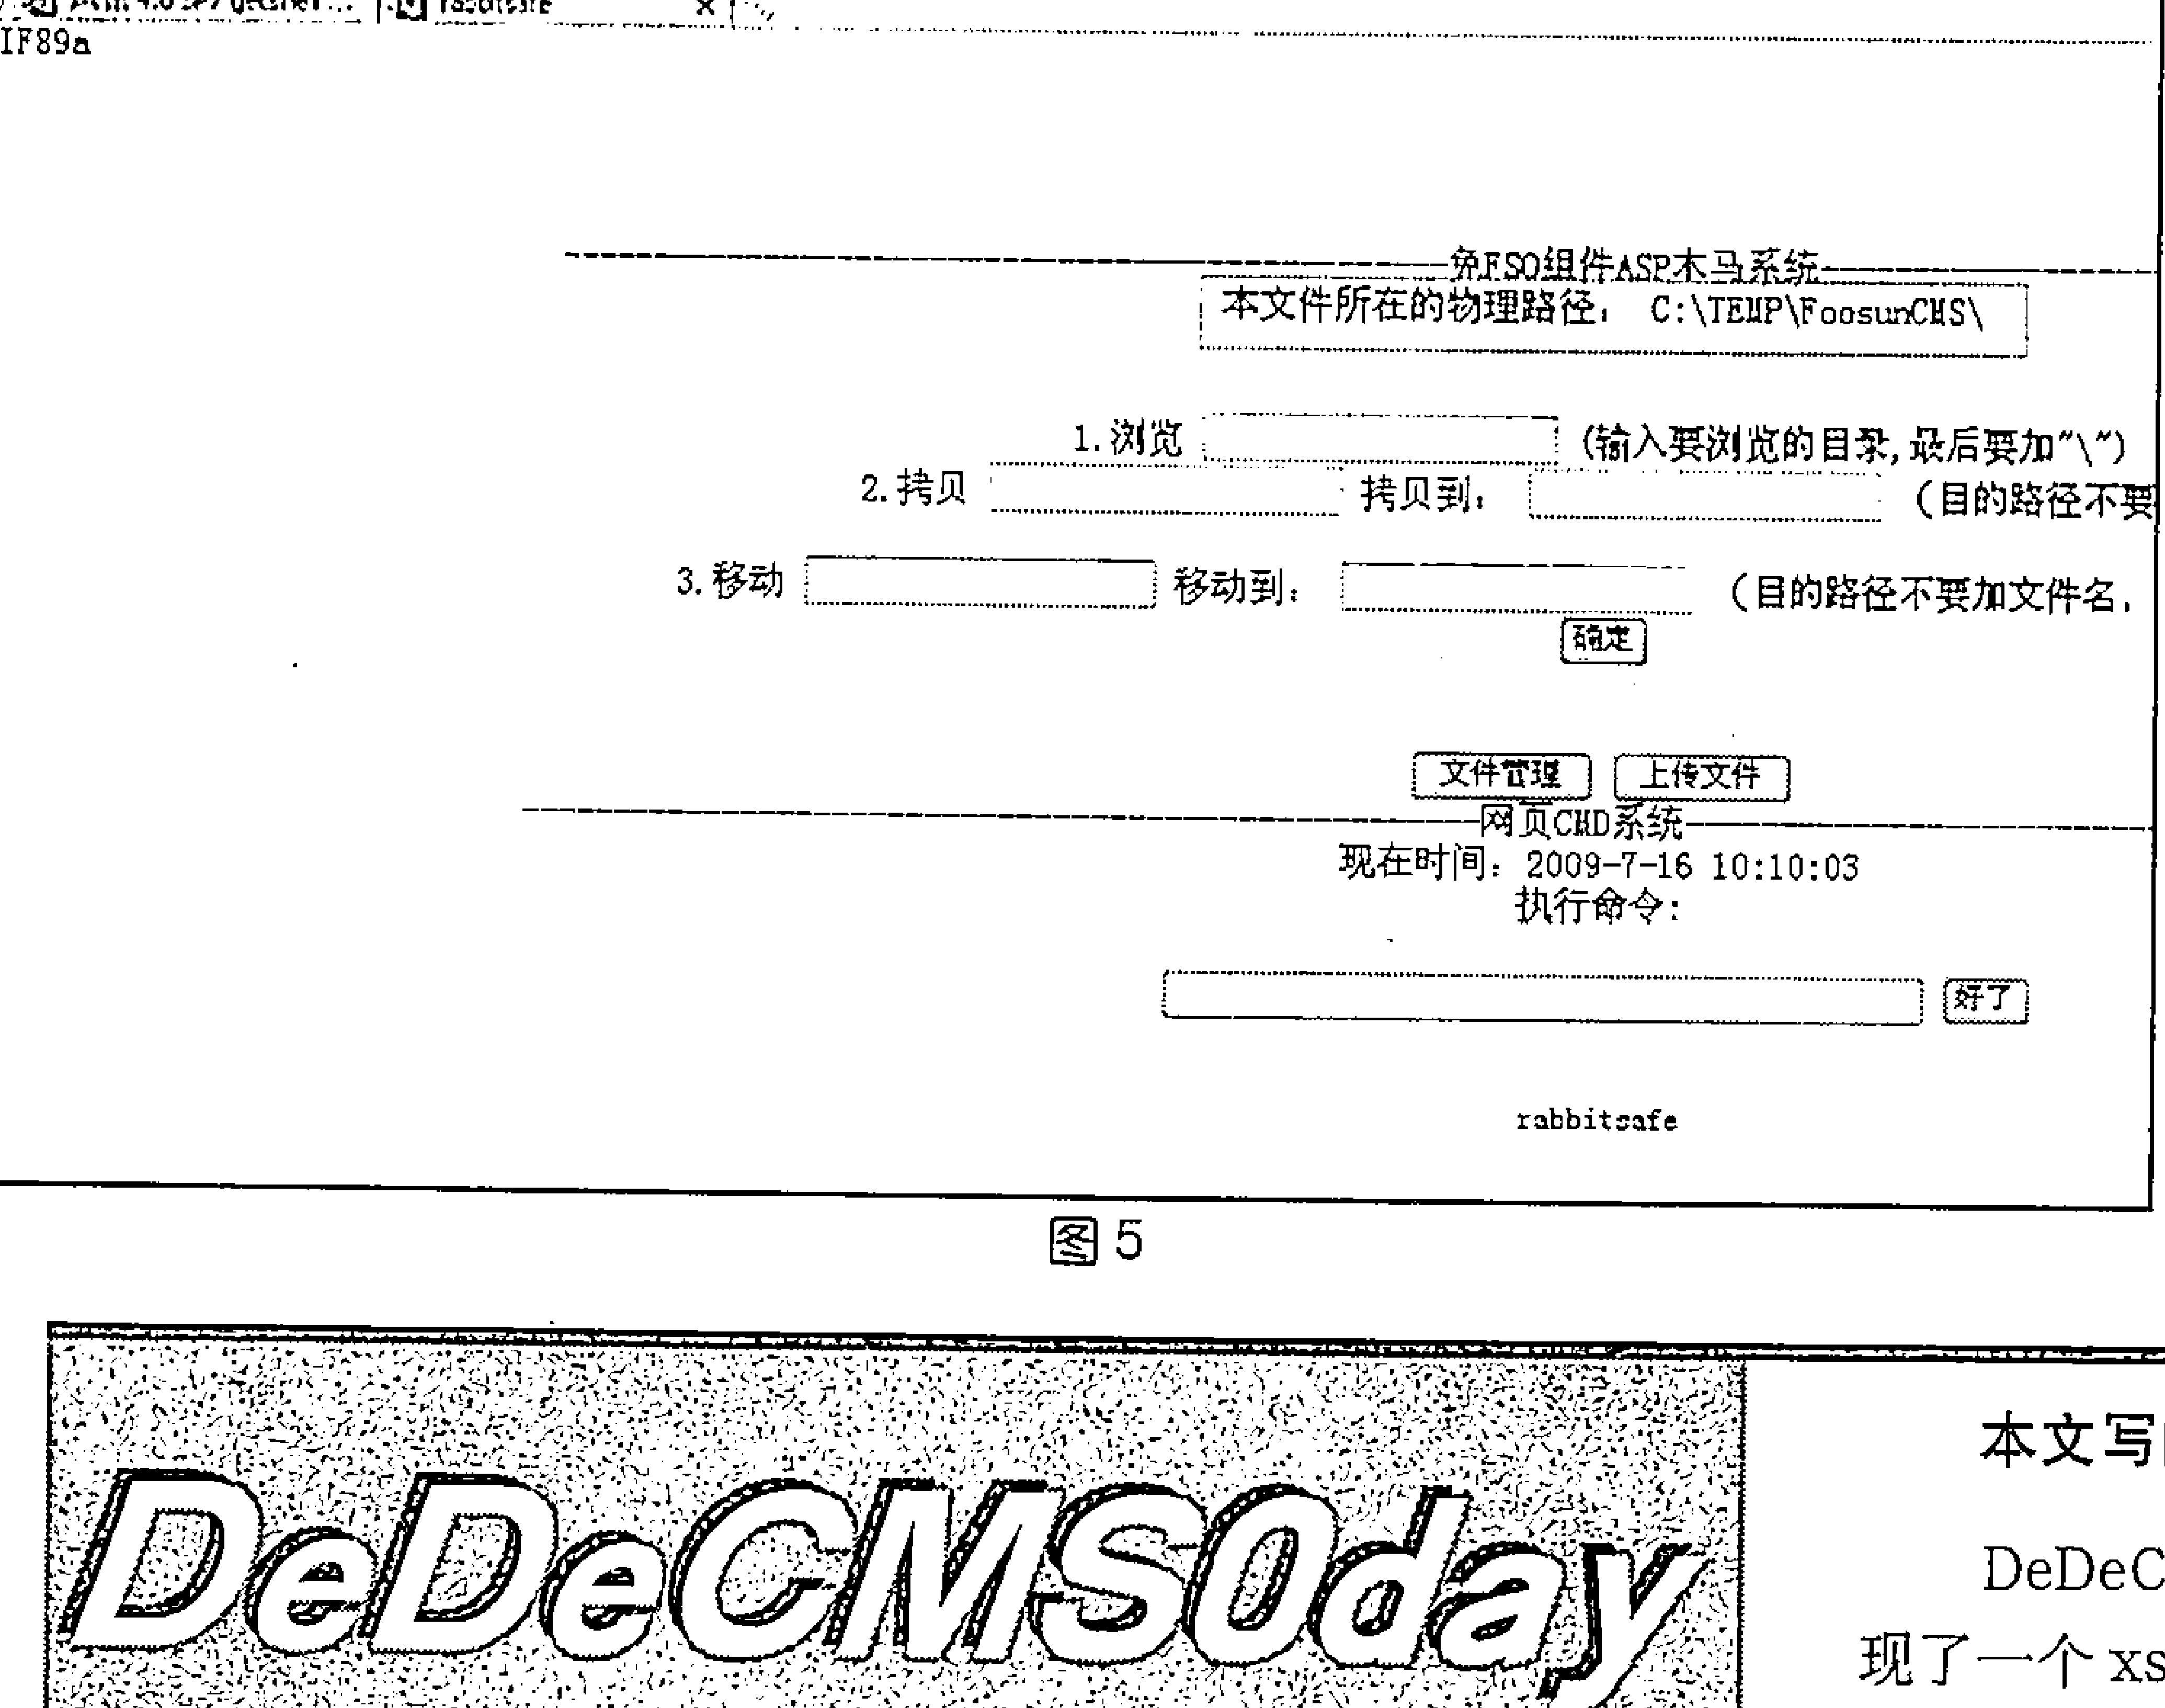 rabbitsafe
IF89a
免FSO组件ASP木马系统
本文件所在的物理路径: C:\TEMP\FoosunCMS\
1.浏览 (输入要浏览的目录,最后要加"\")
2.拷贝 拷贝到: (目的路径不要
3.移动 移动到: (目的路径不要加文件名,
确定
文件管理 上传文件
网页CMD系统
现在时间: 2009-7-16 10:10:03
执行命令:
好了
rabbitsafe
图 5
DeDeCMS0day
本文写
DeDeC
现了一个 xs